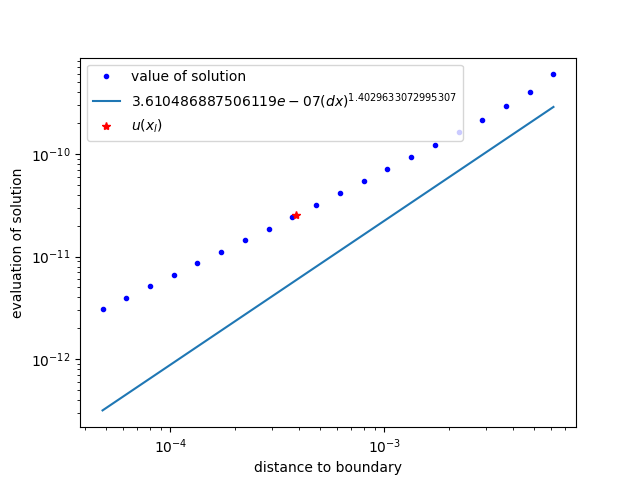 value of solution
3.610486887506119e − 07(dx)^1.4029633072995307
u(x_l)
evaluation of solution
10^−10
10^−11
10^−12
10^−4
10^−3
distance to boundary